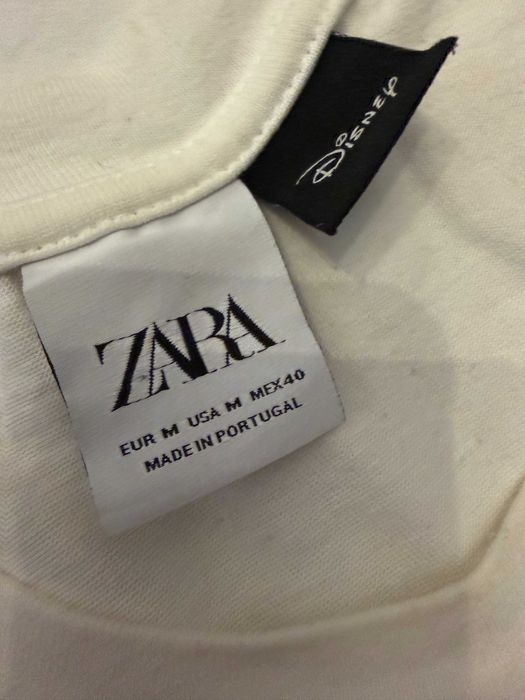 Disney
ZARA
EUR M USA M MEX40
MADE IN PORTUGAL